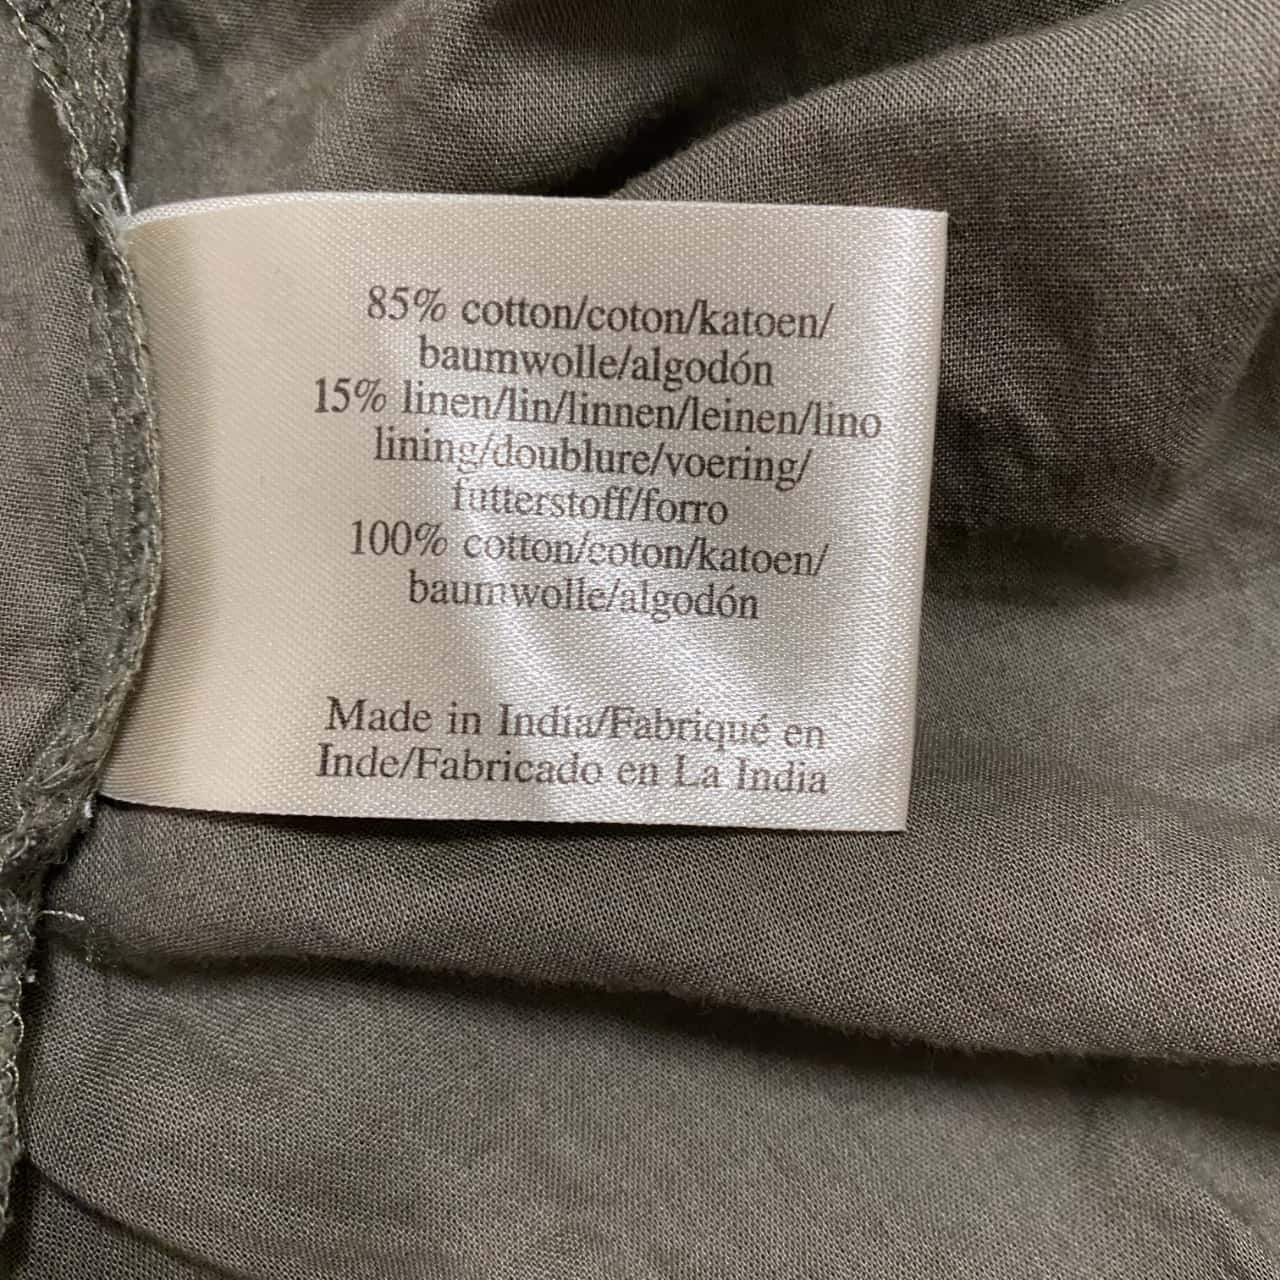 85% cotton/coton/katoen/
baumwolle/algodón
15% linen/lin/linnen/leinen/lino
lining/doublure/voering/
futterstoff/forro
100% cotton/coton/katoen/
baumwolle/algodón
Made in India/Fabriqué en
Inde/Fabricado en La India